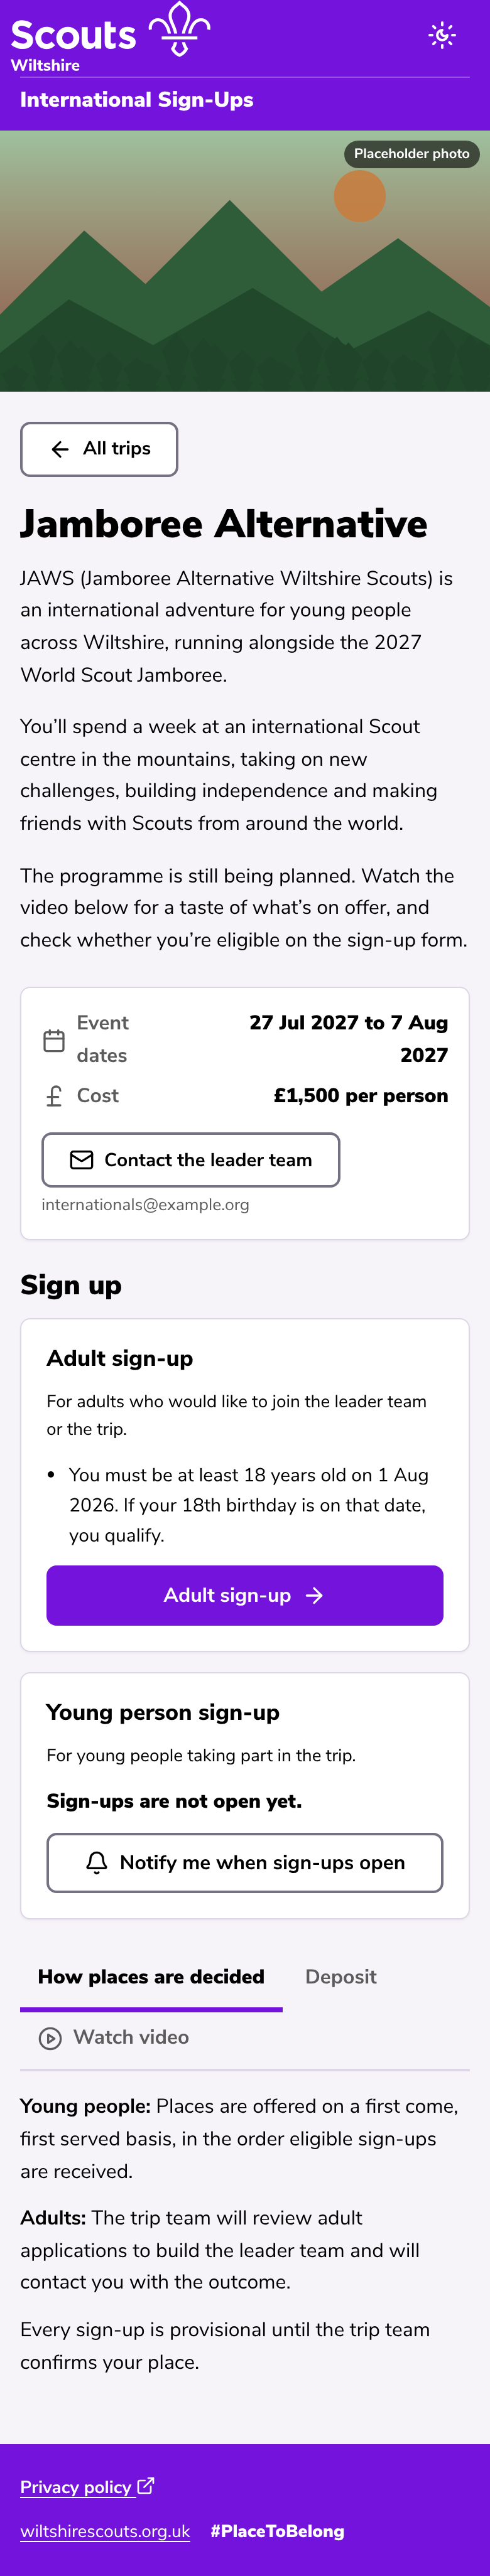 Scouts
Wiltshire
International Sign-Ups
Placeholder photo
All trips
Jamboree Alternative
JAWS (Jamboree Alternative Wiltshire Scouts) is
an international adventure for young people
across Wiltshire, running alongside the 2027
World Scout Jamboree.
You’ll spend a week at an international Scout
centre in the mountains, taking on new
challenges, building independence and making
friends with Scouts from around the world.
The programme is still being planned. Watch the
video below for a taste of what’s on offer, and
check whether you’re eligible on the sign-up form.
Event dates
27 Jul 2027 to 7 Aug 2027
£ Cost
£1,500 per person
Contact the leader team
internationals@example.org
Sign up
Adult sign-up
For adults who would like to join the leader team
or the trip.
• You must be at least 18 years old on 1 Aug
2026. If your 18th birthday is on that date,
you qualify.
Adult sign-up →
Young person sign-up
For young people taking part in the trip.
Sign-ups are not open yet.
Notify me when sign-ups open
How places are decided
Deposit
Watch video
Young people: Places are offered on a first come,
first served basis, in the order eligible sign-ups
are received.
Adults: The trip team will review adult
applications to build the leader team and will
contact you with the outcome.
Every sign-up is provisional until the trip team
confirms your place.
Privacy policy
wiltshirescouts.org.uk #PlaceToBelong